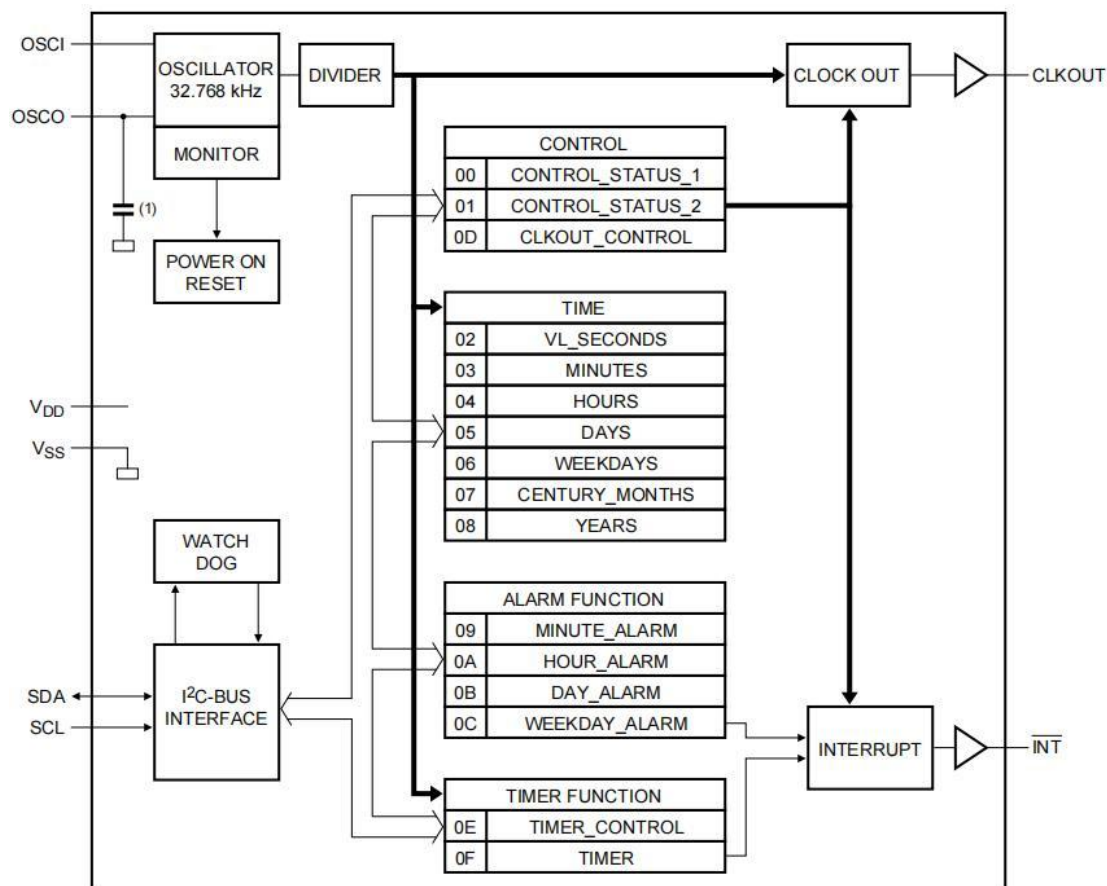 OSCI
OSCILLATOR
32.768 kHz
DIVIDER
CLOCK OUT
CLKOUT
OSCO
MONITOR
(1)
POWER ON
RESET
CONTROL
00 CONTROL_STATUS_1
01 CONTROL_STATUS_2
0D CLKOUT_CONTROL
TIME
02 VL_SECONDS
03 MINUTES
04 HOURS
05 DAYS
06 WEEKDAYS
07 CENTURY_MONTHS
08 YEARS
VDD
VSS
WATCH
DOG
ALARM FUNCTION
09 MINUTE_ALARM
0A HOUR_ALARM
0B DAY_ALARM
0C WEEKDAY_ALARM
SDA
SCL
I²C-BUS
INTERFACE
INTERRUPT
INT
TIMER FUNCTION
0E TIMER_CONTROL
0F TIMER